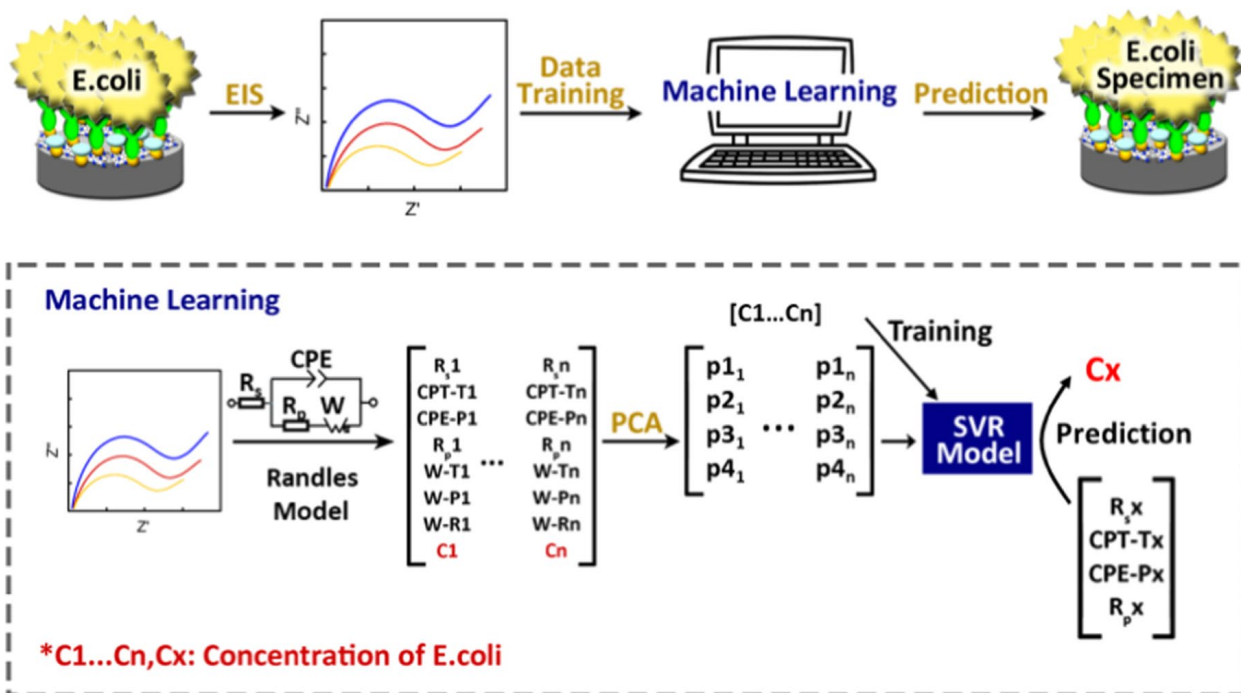 E.coli
EIS
Z''
Z'
Data
Training
Machine Learning
Prediction
E.coli
Specimen
Machine Learning
Z''
Z'
CPE
Rs
Rp W
Randles
Model
Rs1 Rsn
CPT-T1 CPT-Tn
CPE-P1 CPE-Pn
Rp1 Rpn
W-T1 ... W-Tn
W-P1 W-Pn
W-R1 W-Rn
C1 Cn
PCA
[C1...Cn]
p1₁ p1ₙ
p2₁ p2ₙ
p3₁ ... p3ₙ
p4₁ p4ₙ
Training
SVR
Model
Cx
Prediction
Rsx
CPT-Tx
CPE-Px
Rpx
*C1...Cn,Cx: Concentration of E.coli